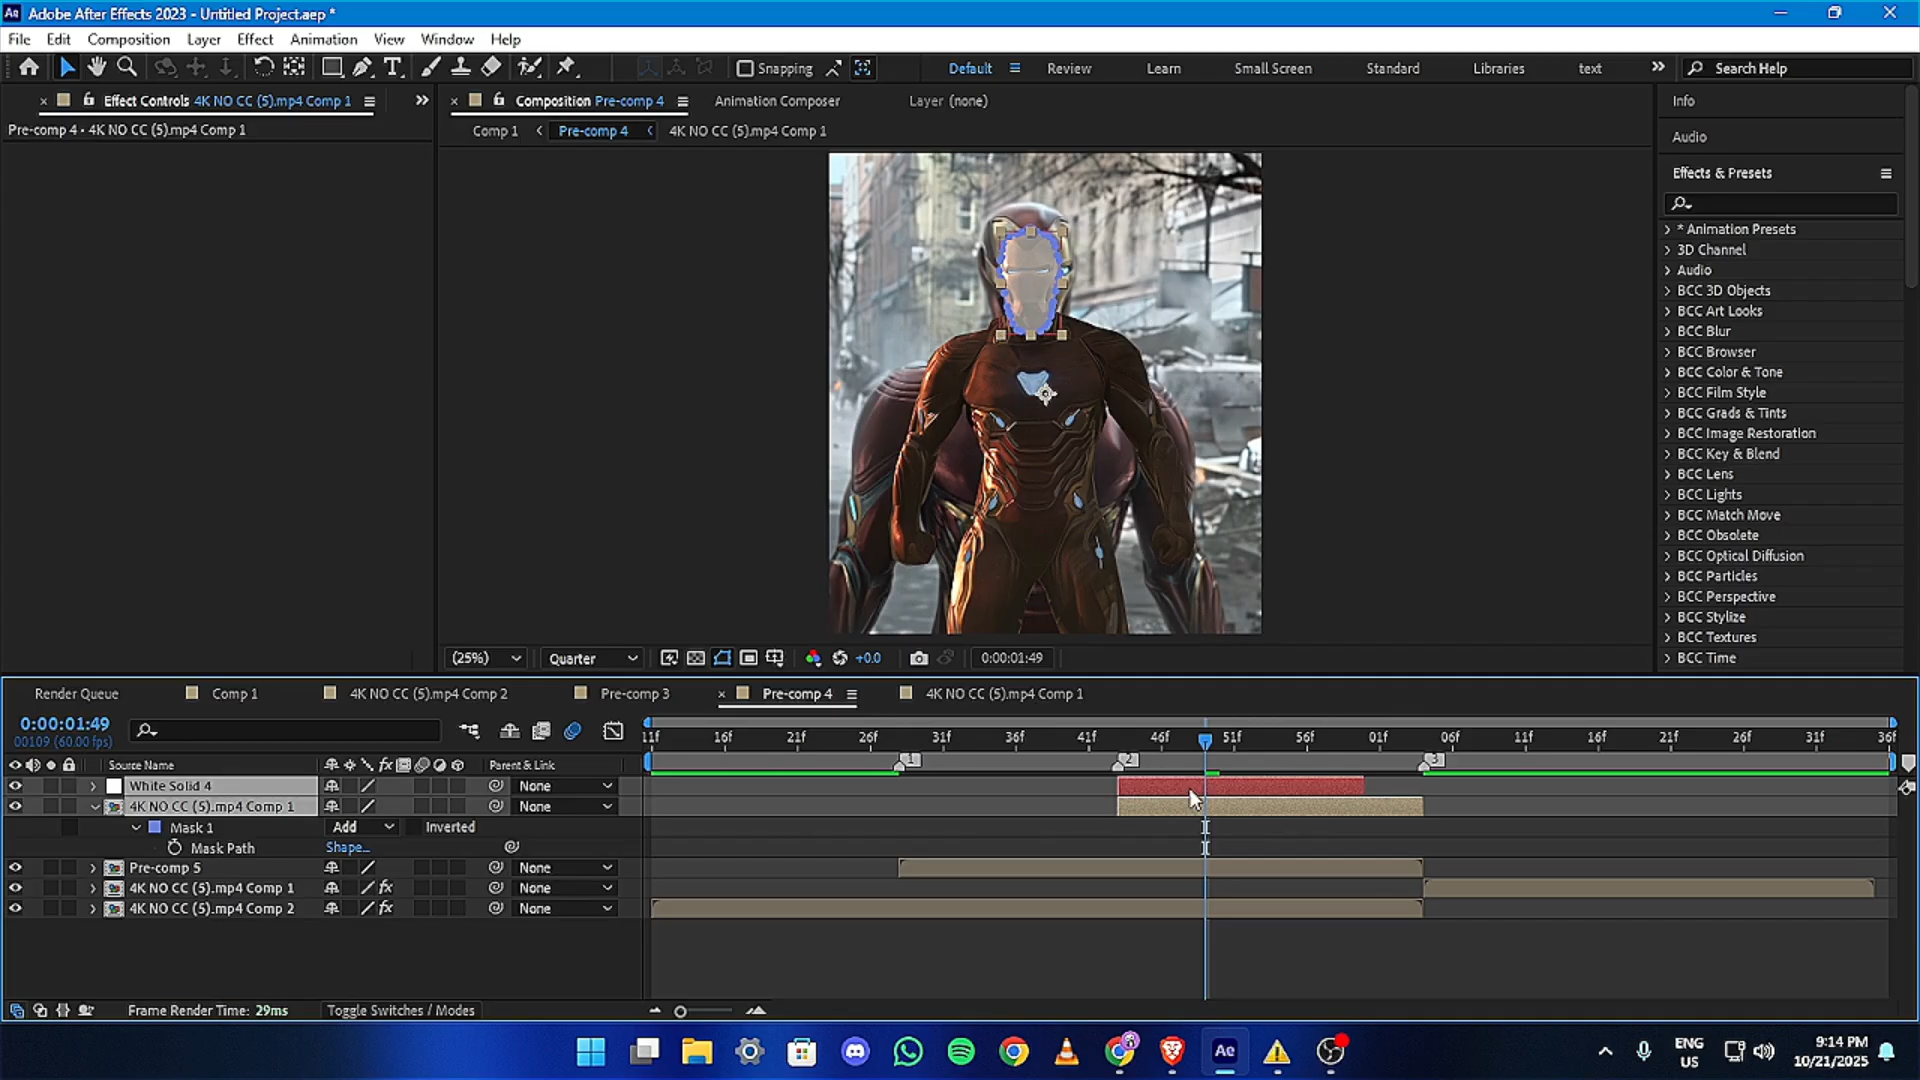 Ae Adobe After Effects 2023 - Untitled Project.aep *
File Edit Composition Layer Effect Animation View Window Help
Snapping Default Review Learn Small Screen Standard Libraries text Search Help
Effect Controls 4K NO CC (5).mp4 Comp 1
Composition Pre-comp 4 Animation Composer Layer (none)
Pre-comp 4 • 4K NO CC (5).mp4 Comp 1
Comp 1 Pre-comp 4 4K NO CC (5).mp4 Comp 1
Info
Audio
Effects & Presets
* Animation Presets
3D Channel
Audio
BCC 3D Objects
BCC Art Looks
BCC Blur
BCC Browser
BCC Color & Tone
BCC Film Style
BCC Grads & Tints
BCC Image Restoration
BCC Key & Blend
BCC Lens
BCC Lights
BCC Match Move
BCC Obsolete
BCC Optical Diffusion
BCC Particles
BCC Perspective
BCC Stylize
BCC Textures
BCC Time
(25%) Quarter +0.0 0:00:01:49
Render Queue Comp 1 4K NO CC (5).mp4 Comp 2 Pre-comp 3 Pre-comp 4 4K NO CC (5).mp4 Comp 1
0:00:01:49
00109 (60.00 fps)
11f 16f 21f 26f 31f 36f 41f 46f 51f 56f 01f 06f 11f 16f 21f 26f 31f 36f
Source Name fx Parent & Link 1 2 3
White Solid 4 None
4K NO CC (5).mp4 Comp 1 None
Mask 1 Add Inverted
Mask Path Shape...
Pre-comp 5 None
4K NO CC (5).mp4 Comp 1 fx None
4K NO CC (5).mp4 Comp 2 fx None
Frame Render Time: 29ms Toggle Switches / Modes
Ae ENG US 9:14 PM 10/21/2025